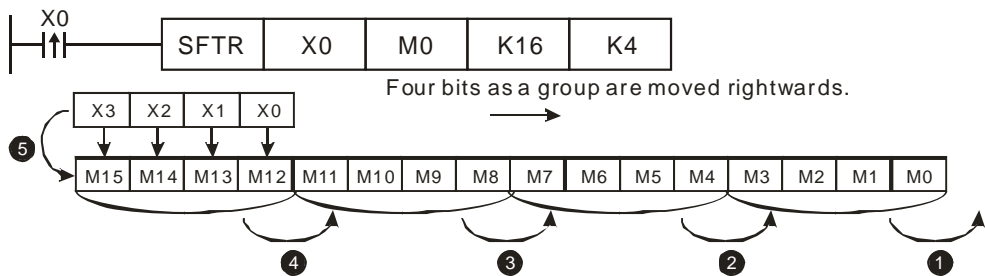 X0
SFTR X0 M0 K16 K4
Four bits as a group are moved rightwards.
X3 X2 X1 X0
5
M15 M14 M13 M12 M11 M10 M9 M8 M7 M6 M5 M4 M3 M2 M1 M0
4 3 2 1